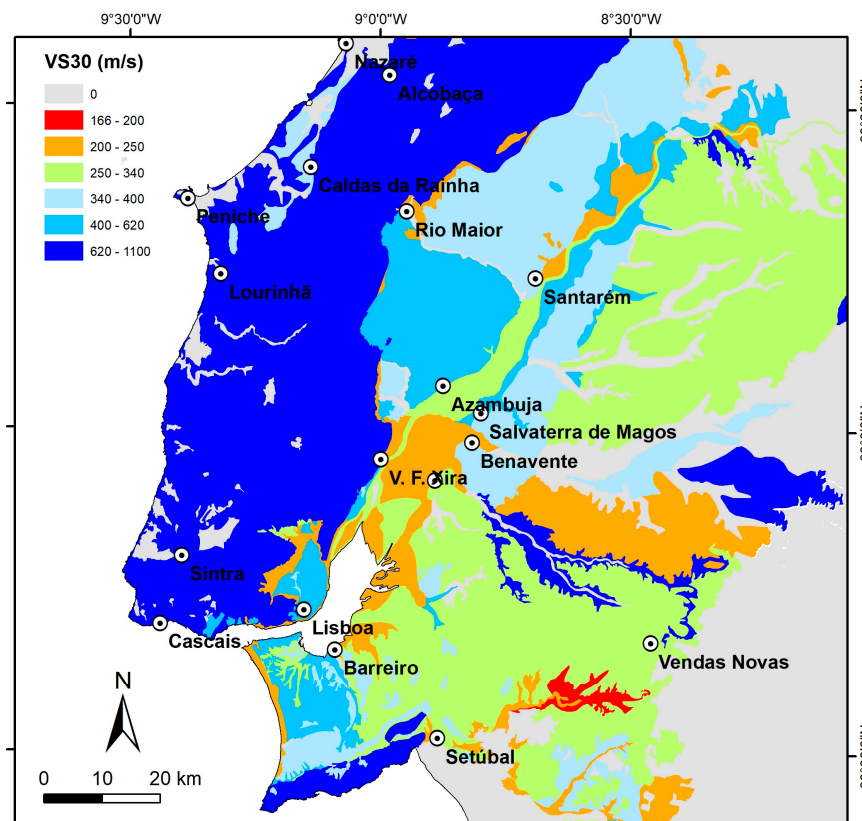 9°30'0"W 9°0'0"W 8°30'0"W
VS30 (m/s)
0
166 - 200
200 - 250
250 - 340
340 - 400
400 - 620
620 - 1100
Nazaré
Alcobaça
Caldas da Rainha
Peniche
Rio Maior
Lourinhã
Santarém
Azambuja
Salvaterra de Magos
Benavente
V. F. Xira
Sintra
Lisboa
Cascais
Barreiro
Vendas Novas
Setúbal
N
0 10 20 km